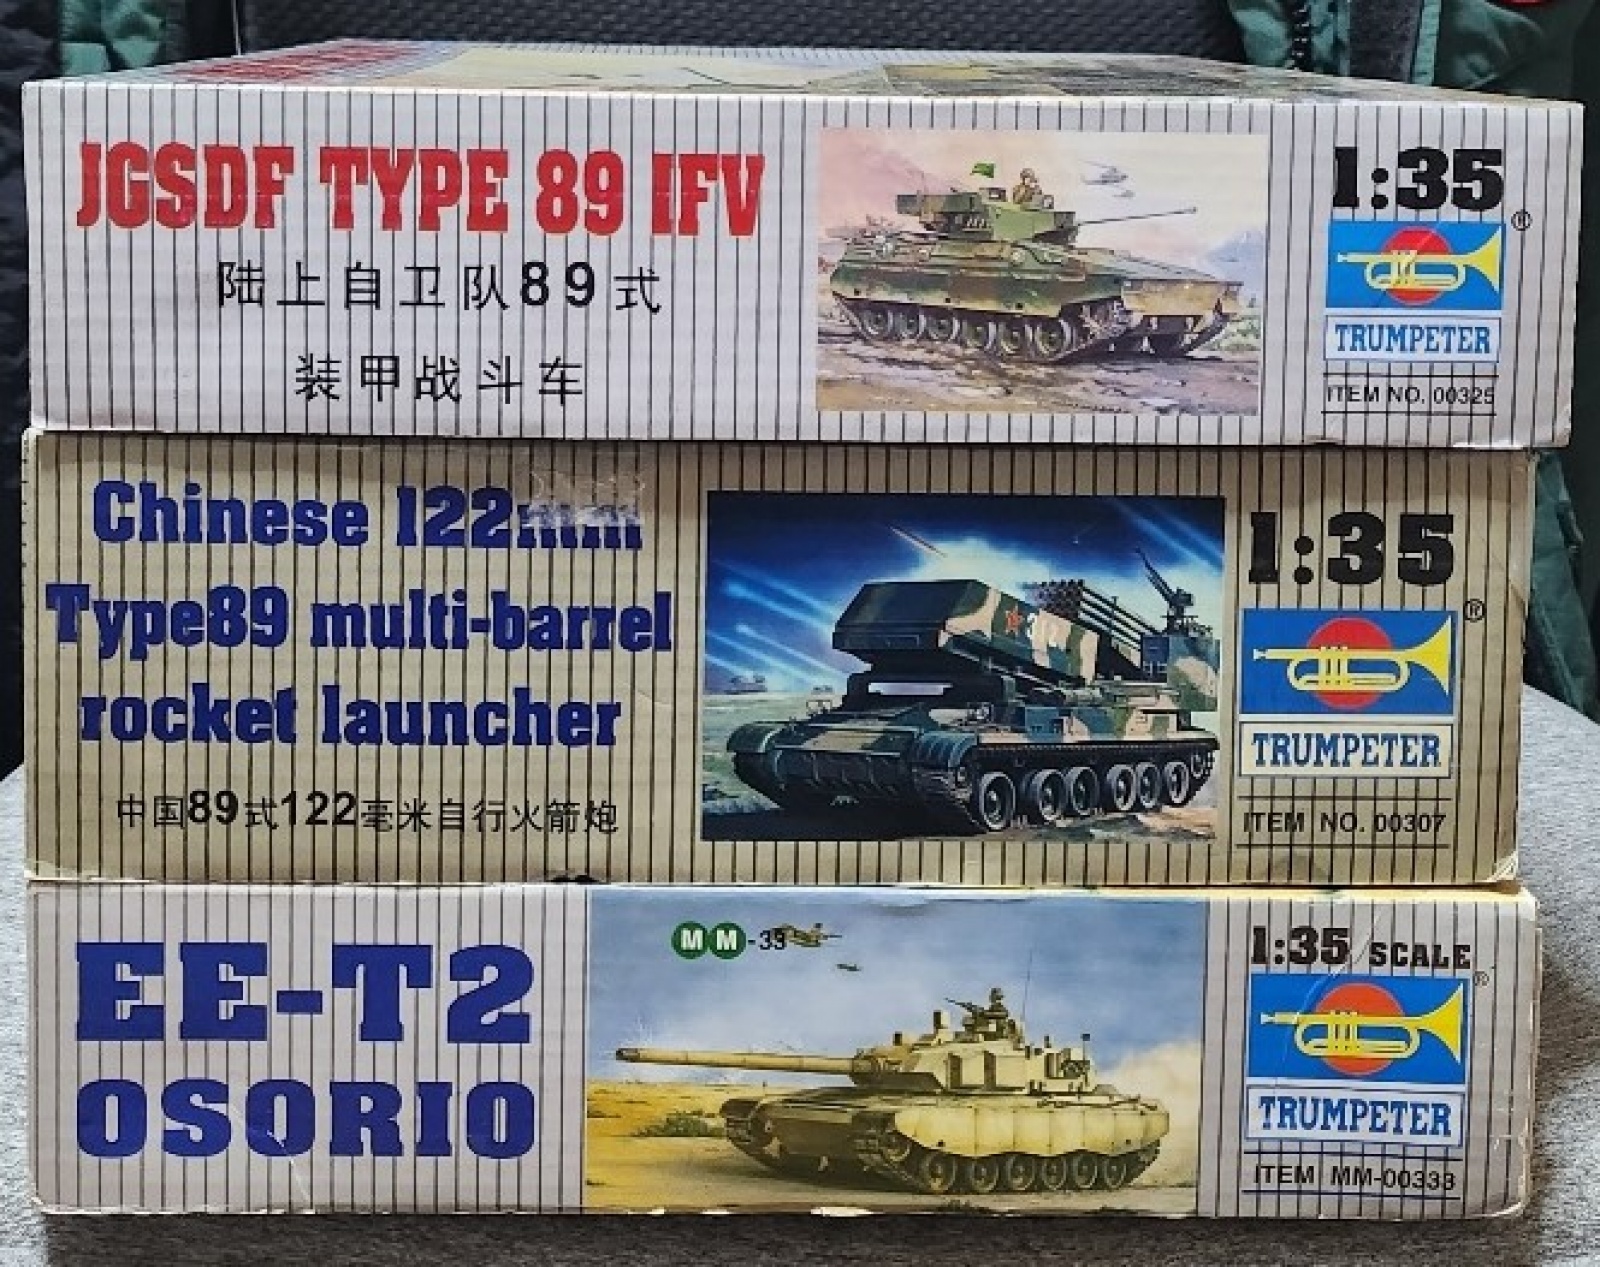 JGSDF TYPE 89 IFV
陆上自卫队89式
装甲战斗车
1:35
®
TRUMPETER
ITEM NO. 00325
Chinese 122mm
Type89 multi-barrel
rocket launcher
中国89式122毫米自行火箭炮
312
1:35
®
TRUMPETER
ITEM NO. 00307
EE-T2
OSORIO
MM-33
1:35 SCALE
®
TRUMPETER
ITEM MM-00333